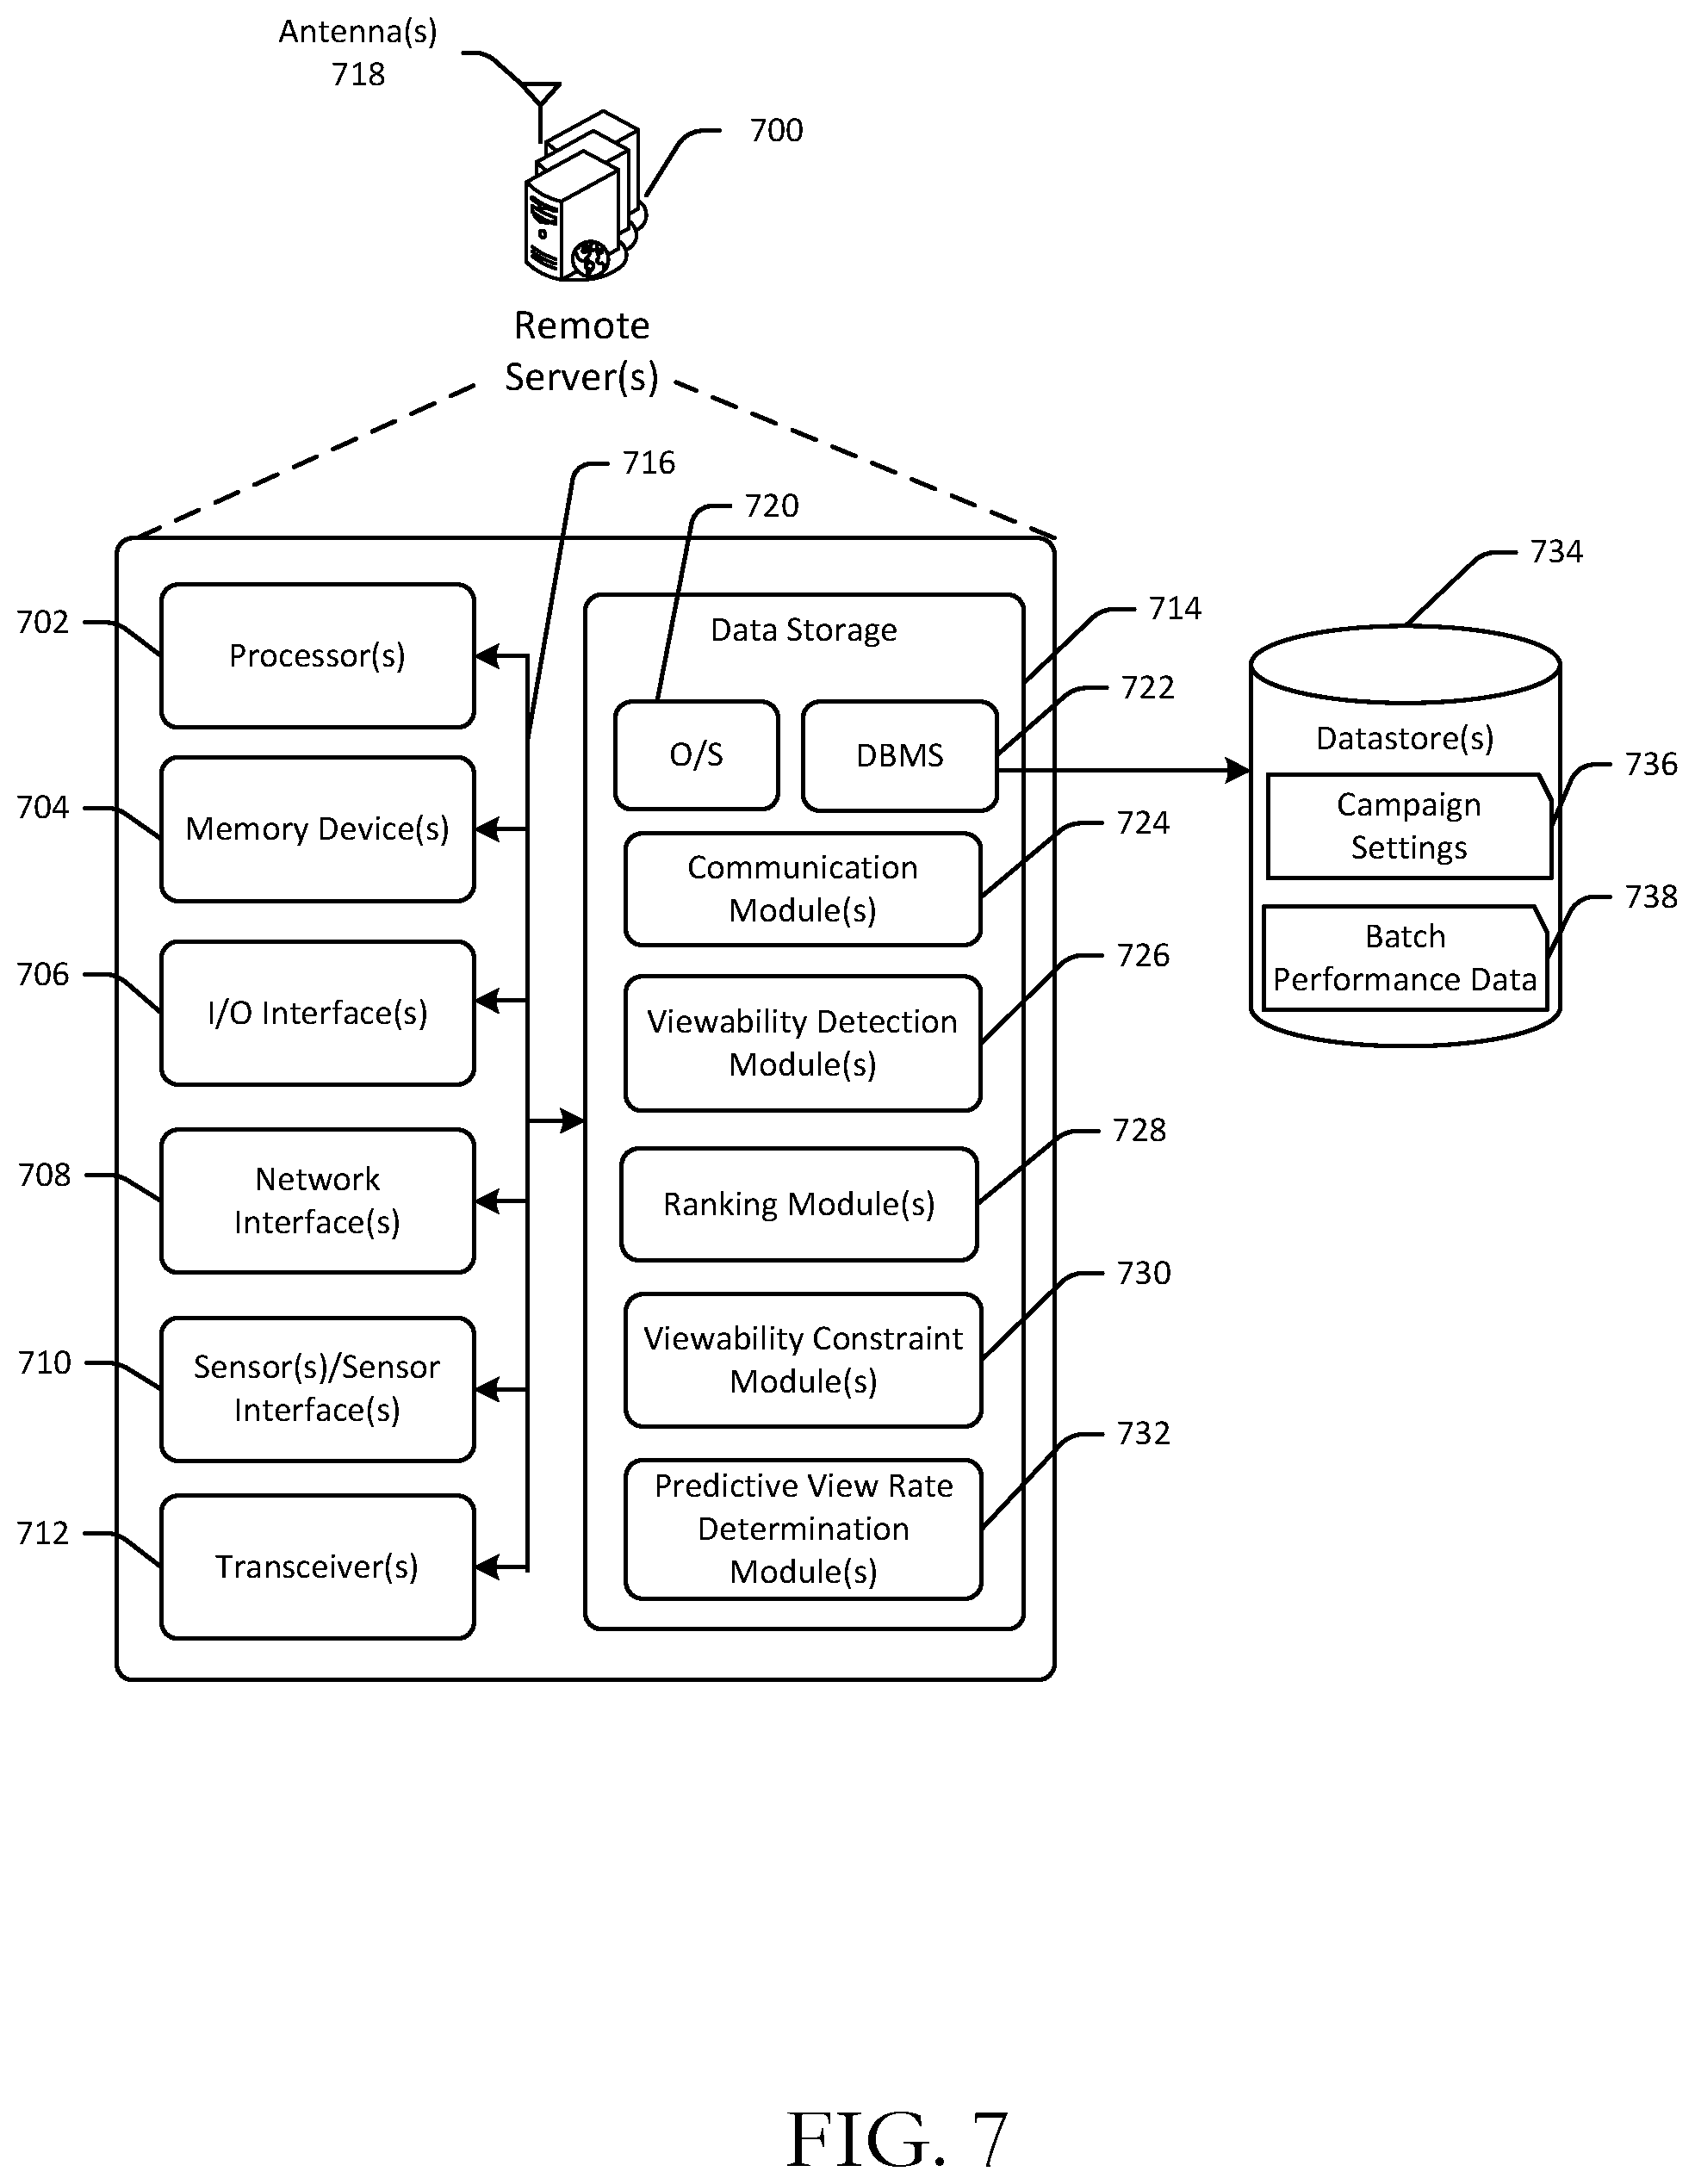 Antenna(s)
718
700
Remote
Server(s)
716
720
734
702
Processor(s)
Data Storage
714
722
O/S
DBMS
Datastore(s)
736
Campaign
Settings
704
Memory Device(s)
724
Communication
Module(s)
738
Batch
Performance Data
706
I/O Interface(s)
726
Viewability Detection
Module(s)
708
Network
Interface(s)
728
Ranking Module(s)
730
Viewability Constraint
Module(s)
710
Sensor(s)/Sensor
Interface(s)
732
Predictive View Rate
Determination
Module(s)
712
Transceiver(s)
FIG. 7